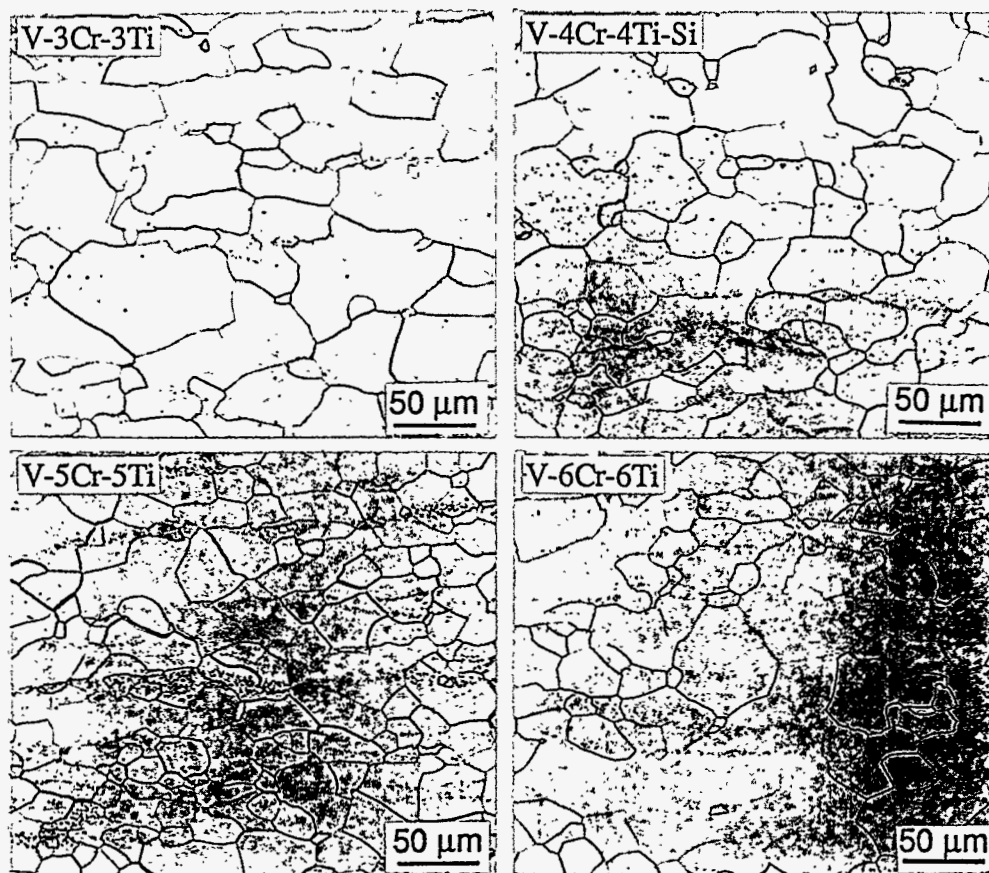 V-3Cr-3Ti
V-4Cr-4Ti-Si
50 μm
50 μm
V-5Cr-5Ti
V-6Cr-6Ti
50 μm
50 μm